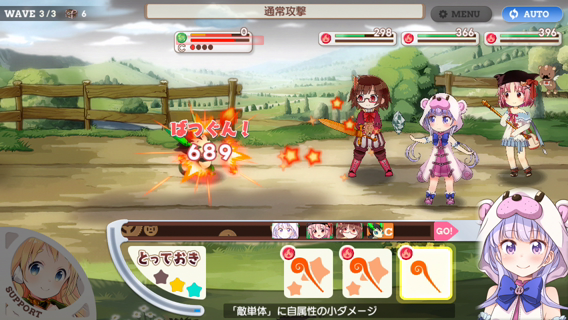 WAVE 3/3 6
通常攻撃
MENU
AUTO
0
298
366
396
C
ばつぐん!
689
C
GO!
とっておき
SUPPORT
「敵単体」に自属性の小ダメージ